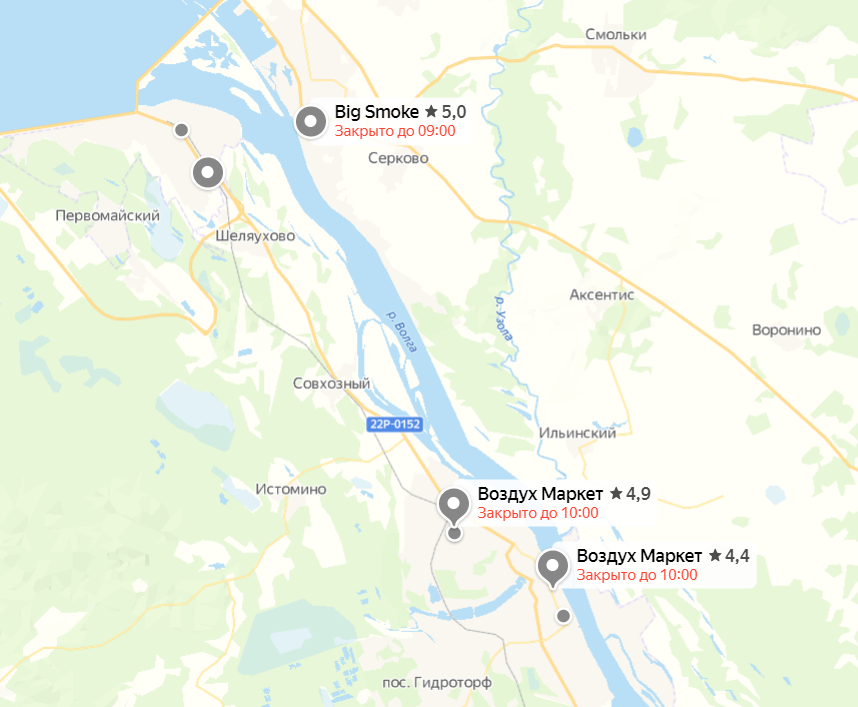 Смольки
Big Smoke ★ 5,0
Закрыто до 09:00
Серково
Первомайский
Шеляухово
Аксентис
р. Узола
р. Волга
Воронино
Совхозный
22Р-0152
Ильинский
Истомино
Воздух Маркет ★ 4,9
Закрыто до 10:00
Воздух Маркет ★ 4,4
Закрыто до 10:00
пос. Гидроторф